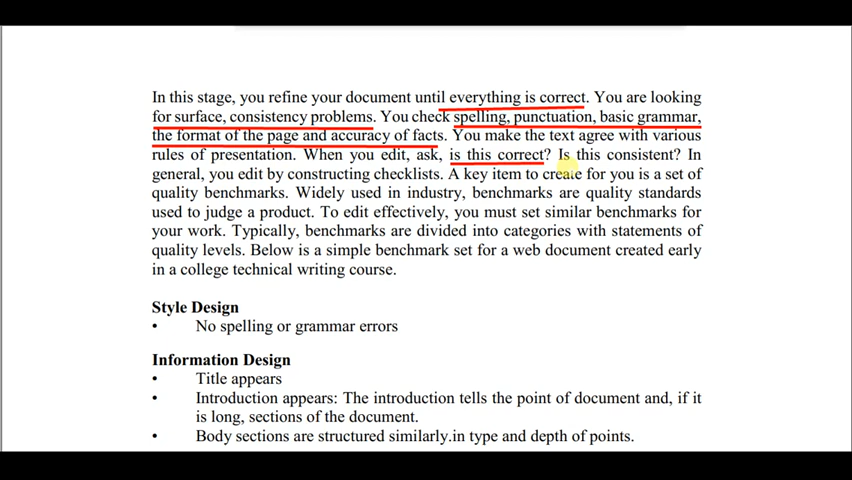 In this stage, you refine your document until everything is correct. You are looking
for surface, consistency problems. You check spelling, punctuation, basic grammar,
the format of the page and accuracy of facts. You make the text agree with various
rules of presentation. When you edit, ask, is this correct? Is this consistent? In
general, you edit by constructing checklists. A key item to create for you is a set of
quality benchmarks. Widely used in industry, benchmarks are quality standards
used to judge a product. To edit effectively, you must set similar benchmarks for
your work. Typically, benchmarks are divided into categories with statements of
quality levels. Below is a simple benchmark set for a web document created early
in a college technical writing course.
Style Design
• No spelling or grammar errors
Information Design
• Title appears
• Introduction appears: The introduction tells the point of document and, if it
is long, sections of the document.
• Body sections are structured similarly.in type and depth of points.